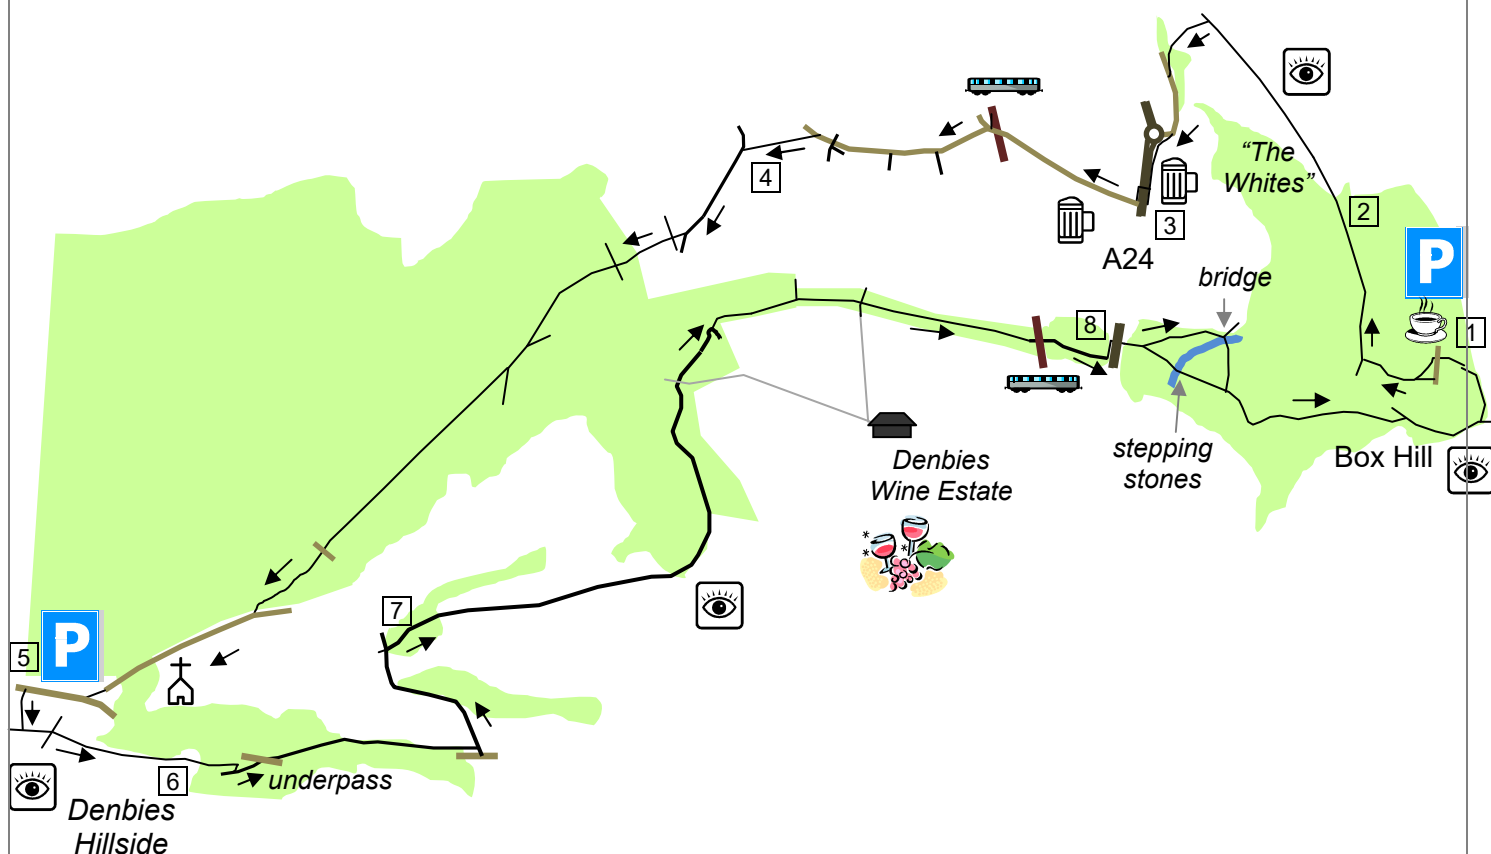 “The
Whites”
4
2
3
P
A24
bridge
8
1
Denbies
Wine Estate
stepping
stones
Box Hill
*
*
*
7
5
P
6
underpass
Denbies
Hillside